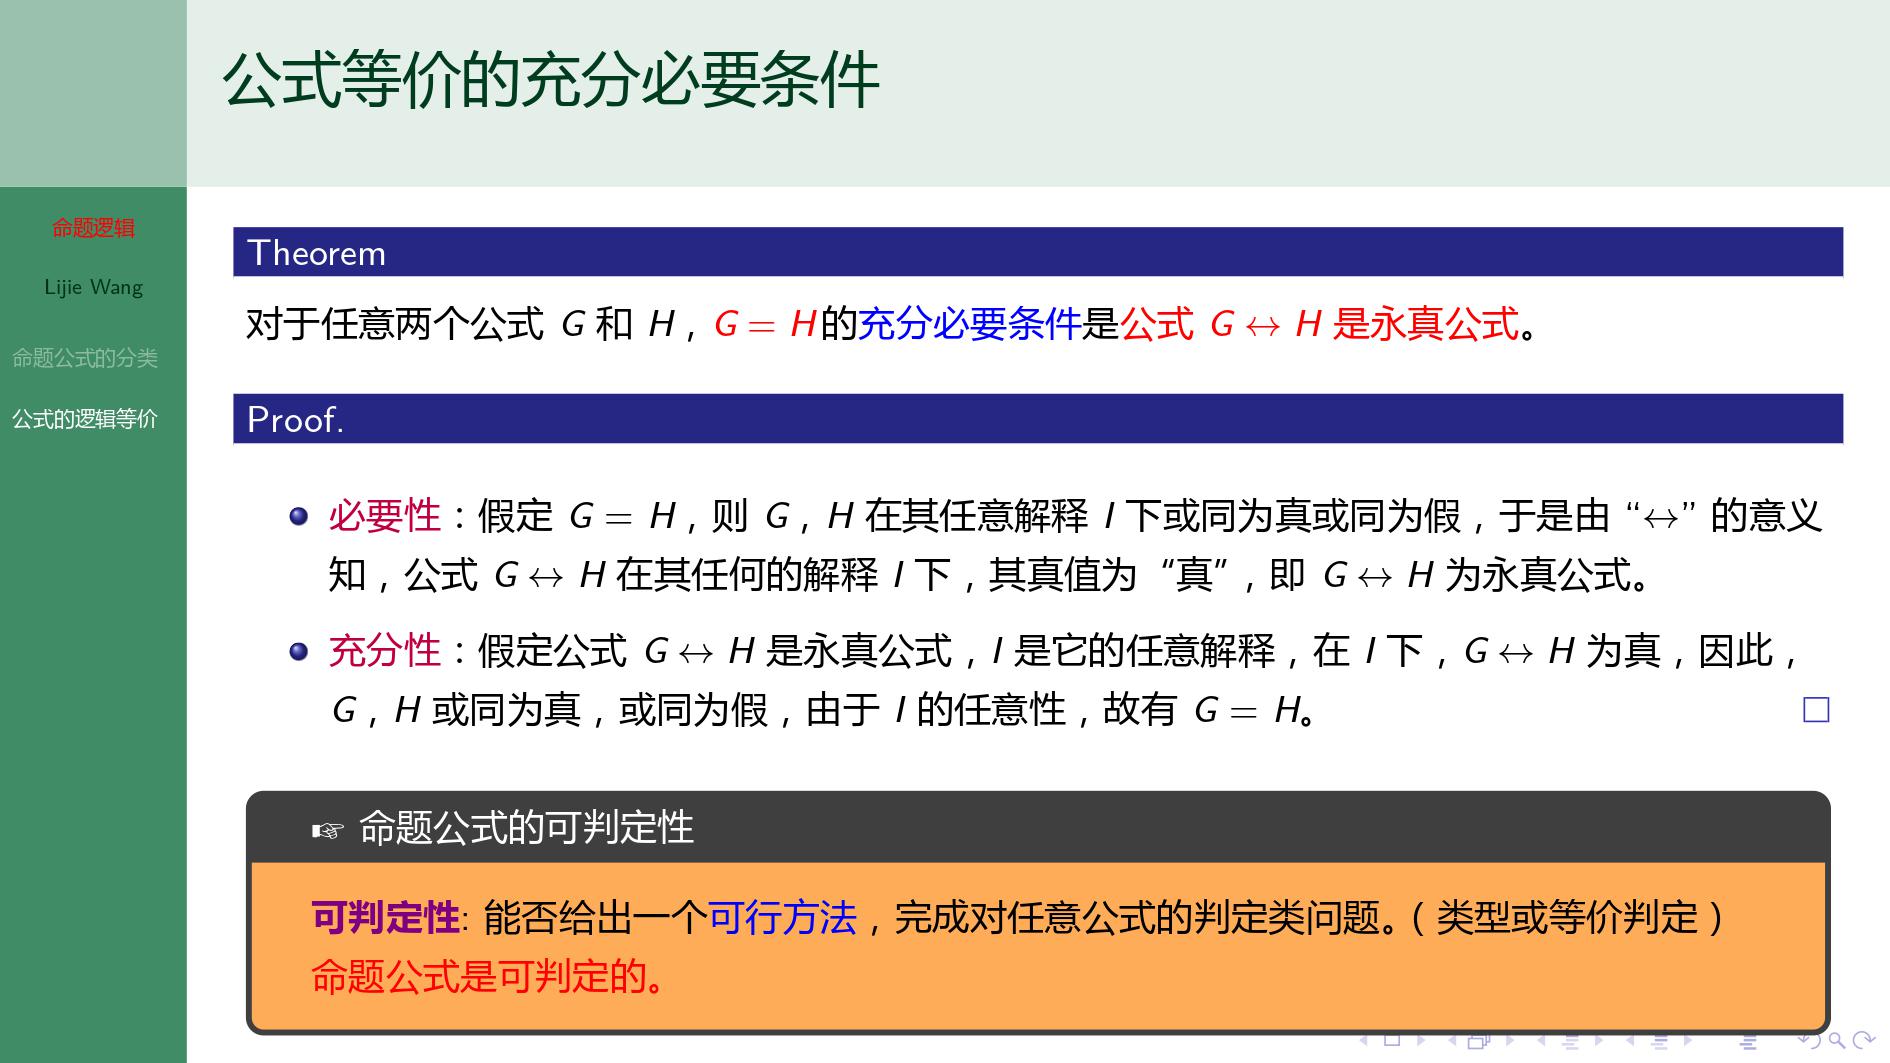 公式等价的充分必要条件
命题逻辑
Lijie Wang
命题公式的分类
公式的逻辑等价
Theorem
对于任意两个公式 G 和 H，G = H的充分必要条件是公式 G ↔ H 是永真公式。
Proof.
必要性：假定 G = H，则 G，H 在其任意解释 I 下或同为真或同为假，于是由 “↔” 的意义
知，公式 G ↔ H 在其任何的解释 I 下，其真值为“真”，即 G ↔ H 为永真公式。
充分性：假定公式 G ↔ H 是永真公式，I 是它的任意解释，在 I 下，G ↔ H 为真，因此，
G，H 或同为真，或同为假，由于 I 的任意性，故有 G = H。
☞ 命题公式的可判定性
可判定性: 能否给出一个可行方法，完成对任意公式的判定类问题。（类型或等价判定）
命题公式是可判定的。